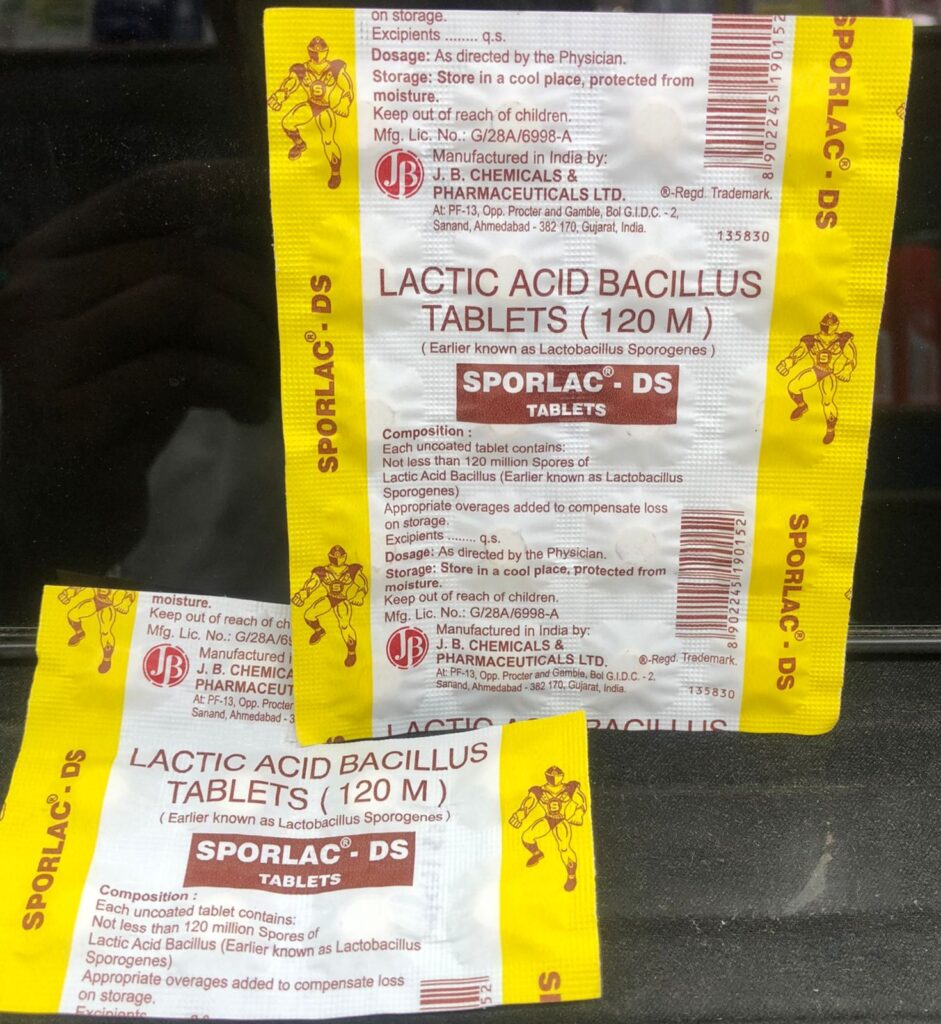 on storage.
Excipients ........ q.s.
Dosage: As directed by the Physician.
Storage: Store in a cool place, protected from
moisture.
Keep out of reach of children.
Mfg. Lic. No.: G/28A/6998-A
JB
Manufactured in India by:
J. B. CHEMICALS &
PHARMACEUTICALS LTD.
®-Regd. Trademark.
At: PF-13, Opp. Procter and Gamble, Bol G.I.D.C. - 2,
Sanand, Ahmedabad - 382 170, Gujarat, India.
135830
8902245190152
SPORLAC® - DS
S
LACTIC ACID BACILLUS
TABLETS ( 120 M )
( Earlier known as Lactobacillus Sporogenes )
SPORLAC® - DS
TABLETS
SPORLAC® - DS
S
Composition :
Each uncoated tablet contains:
Not less than 120 million Spores of
Lactic Acid Bacillus (Earlier known as Lactobacillus
Sporogenes)
Appropriate overages added to compensate loss
on storage.
Excipients ........ q.s.
Dosage: As directed by the Physician.
Storage: Store in a cool place, protected from
moisture.
Keep out of reach of children.
Mfg. Lic. No.: G/28A/6998-A
JB
Manufactured in India by:
J. B. CHEMICALS &
PHARMACEUTICALS LTD.
®-Regd. Trademark.
At: PF-13, Opp. Procter and Gamble, Bol G.I.D.C. - 2,
Sanand, Ahmedabad - 382 170, Gujarat, India.
135830
8902245190152
SPORLAC® - DS
LACTIC ACID BACILLUS
moisture.
Keep out of reach of ch
Mfg. Lic. No.: G/28A/69
JB
Manufactured i
J. B. CHEMICA
PHARMACEUT
At: PF-13, Opp. Procter
Sanand, Ahmedabad - 3
LACTIC ACID BACILLUS
TABLETS ( 120 M )
( Earlier known as Lactobacillus Sporogenes )
SPORLAC® - DS
TABLETS
SPORLAC® - DS
S
Composition :
Each uncoated tablet contains:
Not less than 120 million Spores of
Lactic Acid Bacillus (Earlier known as Lactobacillus
Sporogenes)
Appropriate overages added to compensate loss
on storage.
Excipients q.s.
52
S